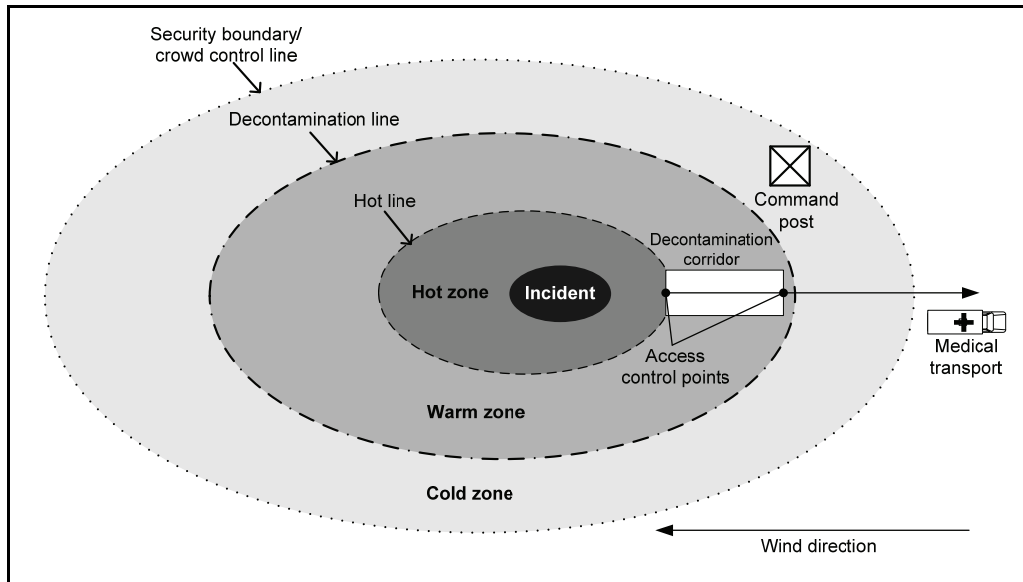 Security boundary/
crowd control line
Decontamination line
Hot line
Command
post
Decontamination
corridor
Hot zone
Incident
Access
control points
Medical
transport
Warm zone
Cold zone
Wind direction